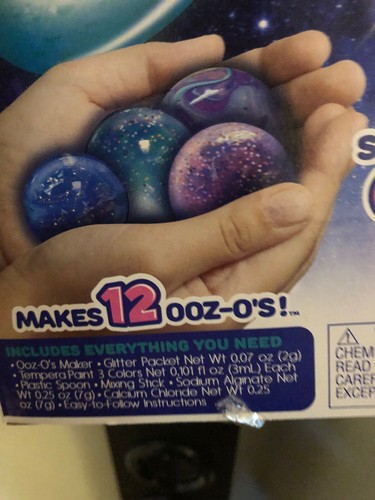 S
MAKES 12 OOZ-O'S!™
INCLUDES EVERYTHING YOU NEED
• Ooz-O's Maker • Glitter Packet Net Wt 0.07 oz (2g)
• Tempera Paint 3 Colors Net 0.101 fl oz (3mL) Each
• Plastic Spoon • Mixing Stick • Sodium Alginate Net
Wt 0.25 oz (7g) • Calcium Chloride Net Wt 0.25
oz (7g) • Easy-to-Follow Instructions
CHEM
READ
CAREF
EXCEP